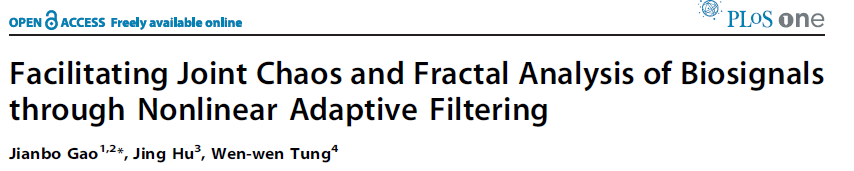 OPEN ACCESS Freely available online
PLoS one
Facilitating Joint Chaos and Fractal Analysis of Biosignals
through Nonlinear Adaptive Filtering
Jianbo Gao1,2*, Jing Hu3, Wen-wen Tung4